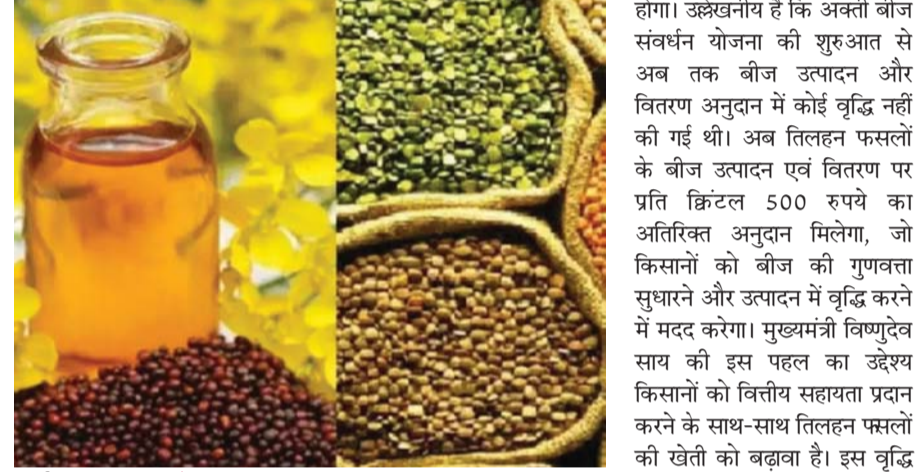 होगा। उल्लेखनीय है कि अक्ती बीज
संवर्धन योजना की शुरुआत से
अब तक बीज उत्पादन और
वितरण अनुदान में कोई वृद्धि नहीं
की गई थी। अब तिलहन फसलों
के बीज उत्पादन एवं वितरण पर
प्रति क्विंटल 500 रुपये का
अतिरिक्त अनुदान मिलेगा, जो
किसानों को बीज की गुणवत्ता
सुधारने और उत्पादन में वृद्धि करने
में मदद करेगा। मुख्यमंत्री विष्णुदेव
साय की इस पहल का उद्देश्य
किसानों को वित्तीय सहायता प्रदान
करने के साथ-साथ तिलहन फसलों
की खेती को बढ़ावा है। इस वृद्धि